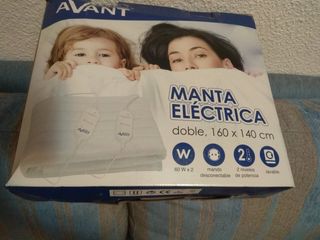 AVANT
MANTA
ELÉCTRICA
doble, 160 x 140 cm
W
2
60 W x 2
mando
desconectable
2 niveles
de potencia
lavable